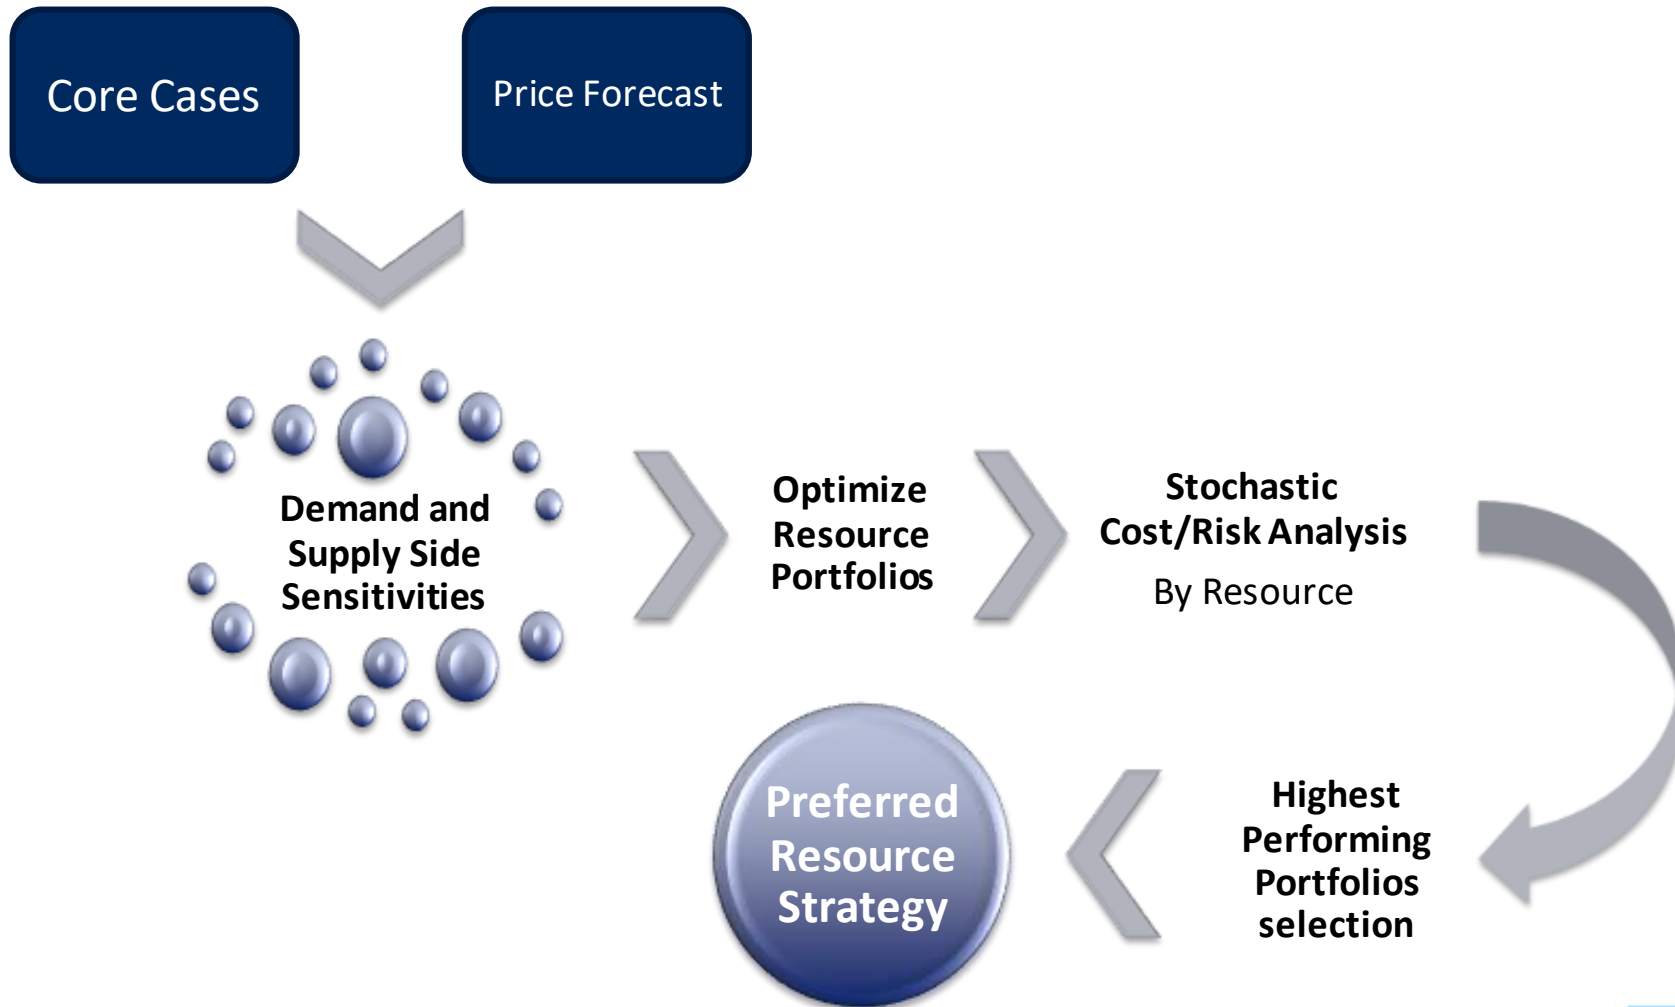 Core Cases
Price Forecast
Demand and
Supply Side
Sensitivities
Optimize
Resource
Portfolios
Stochastic
Cost/Risk Analysis
By Resource
Highest
Performing
Portfolios
selection
Preferred
Resource
Strategy